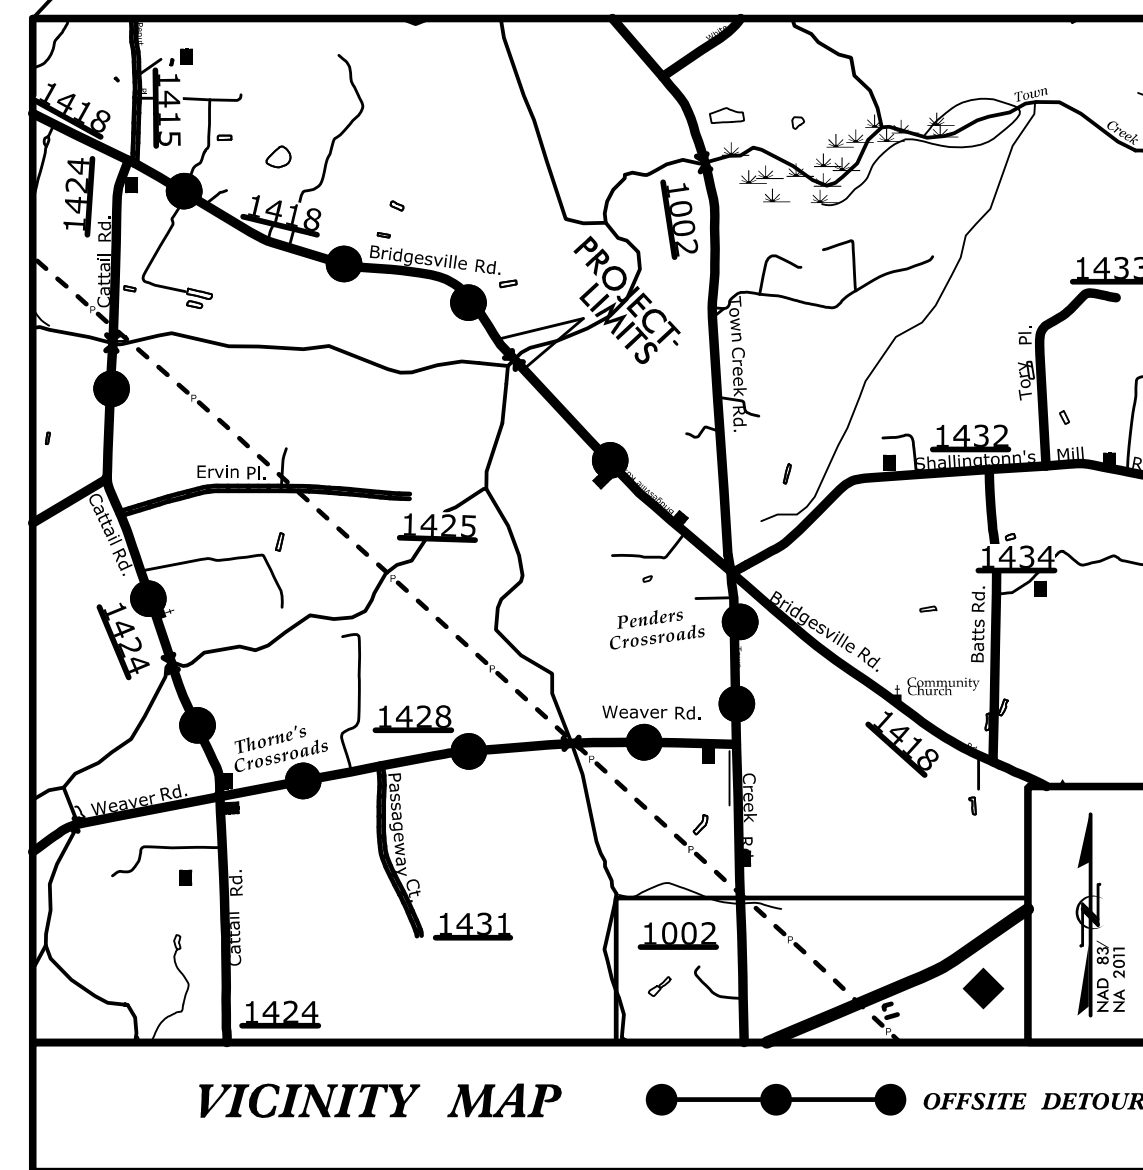 White
Town
Creek
1418
1415
1424
Cattail Rd.
1418
Bridgesville Rd.
1002
PROJECT-
LIMITS
1433
Town Creek Rd.
Tory Pl.
1432
Shallingtonn's Mill R
P
P
Ervin Pl.
1425
Cattail Rd.
1424
P
P
Penders
Crossroads
Bridgesville Rd.
1434
Batts Rd.
Community
Church
1418
Weaver Rd.
1428
Thorne's
Crossroads
P
Weaver Rd.
Passageway Ct.
Creek Rd.
P
Cattail Rd.
1431
1002
P
P
1424
NAD 83/
NA 2011
N
VICINITY MAP
OFFSITE DETOUR